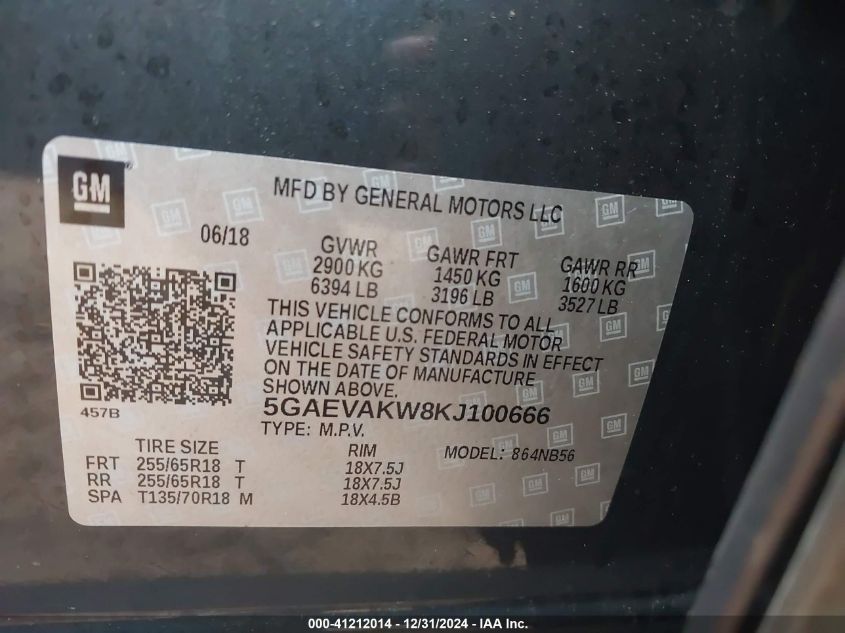 GM
MFD BY GENERAL MOTORS LLC
06/18
GVWR
2900 KG
6394 LB
GAWR FRT
1450 KG
3196 LB
GAWR RR
1600 KG
3527 LB
THIS VEHICLE CONFORMS TO ALL
APPLICABLE U.S. FEDERAL MOTOR
VEHICLE SAFETY STANDARDS IN EFFECT
ON THE DATE OF MANUFACTURE
SHOWN ABOVE.
457B
5GAEVAKW8KJ100666
TYPE: M.P.V.
MODEL: 864NB56
TIRE SIZE RIM
FRT 255/65R18 T 18X7.5J
RR 255/65R18 T 18X7.5J
SPA T135/70R18 M 18X4.5B
000-41212014 - 12/31/2024 - IAA Inc.